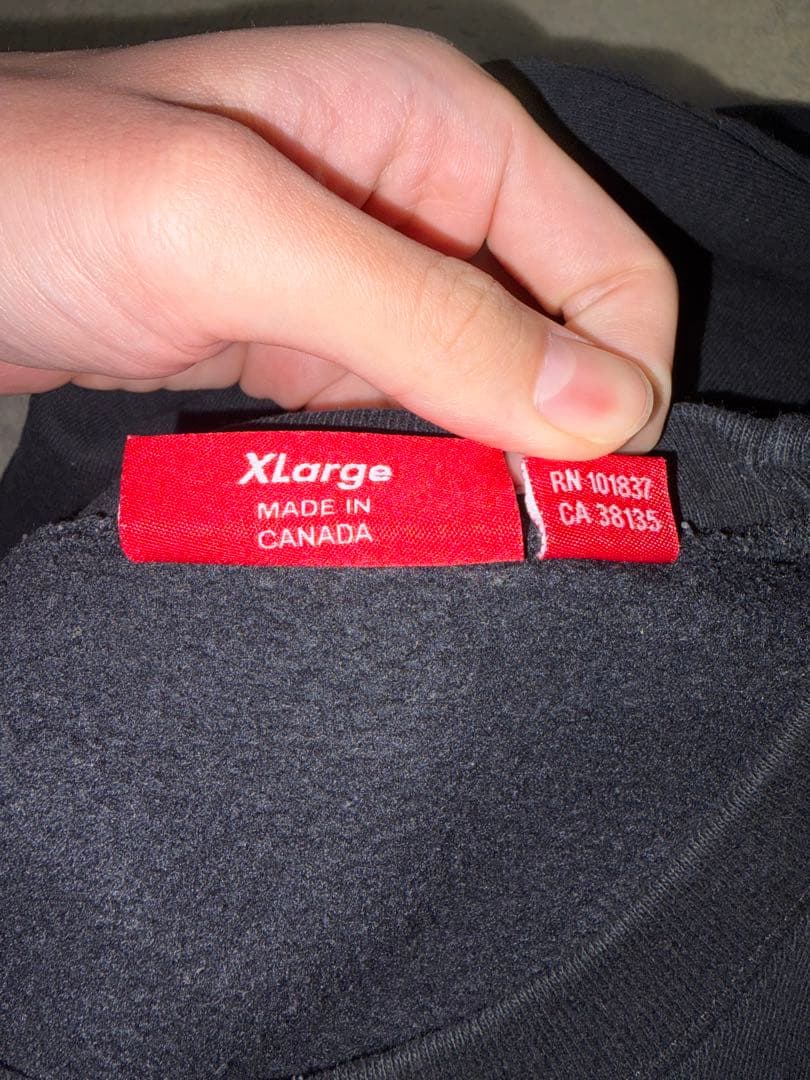 XLarge
MADE IN
CANADA
RN 101837
CA 38135